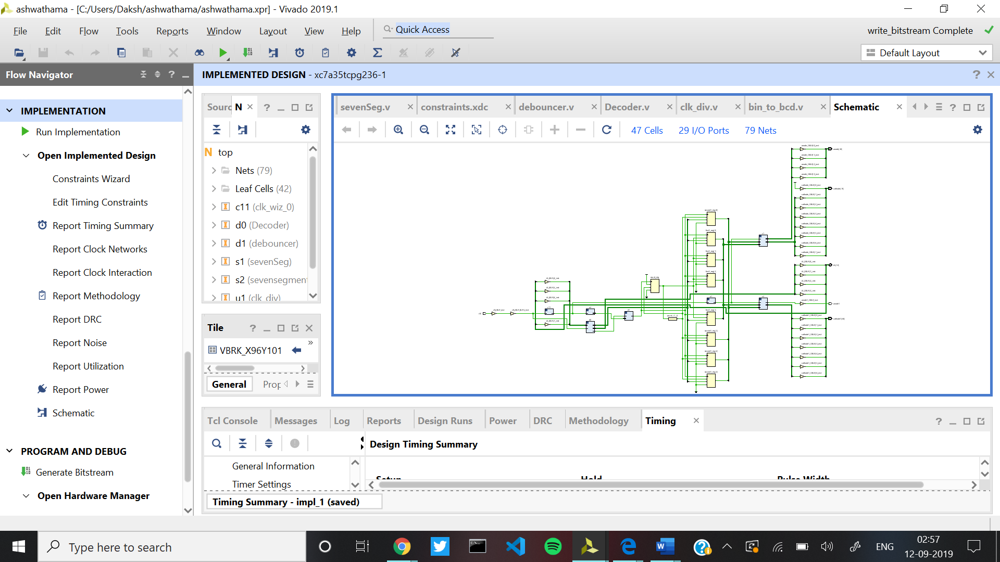 ashwathama - [C:/Users/Daksh/ashwathama/ashwathama.xpr] - Vivado 2019.1
File Edit Flow Tools Reports Window Layout View Help Quick Access write_bitstream Complete
Default Layout
Flow Navigator
IMPLEMENTED DESIGN - xc7a35tcpg236-1
IMPLEMENTATION
Run Implementation
Open Implemented Design
Constraints Wizard
Edit Timing Constraints
Report Timing Summary
Report Clock Networks
Report Clock Interaction
Report Methodology
Report DRC
Report Noise
Report Utilization
Report Power
Schematic
PROGRAM AND DEBUG
Generate Bitstream
Open Hardware Manager
Sourc N
top
Nets (79)
Leaf Cells (42)
c11 (clk_wiz_0)
d0 (Decoder)
d1 (debouncer)
s1 (sevenSeg)
s2 (sevensegmen
u1 (clk_div)
Tile
VBRK_X96Y101
General Prop
sevenSeg.v constraints.xdc debouncer.v Decoder.v clk_div.v bin_to_bcd.v Schematic
47 Cells 29 I/O Ports 79 Nets
Tcl Console Messages Log Reports Design Runs Power DRC Methodology Timing
Design Timing Summary
General Information
Timer Settings
Setup Hold Pulse Width
Timing Summary - impl_1 (saved)
Type here to search
ENG
02:57
12-09-2019